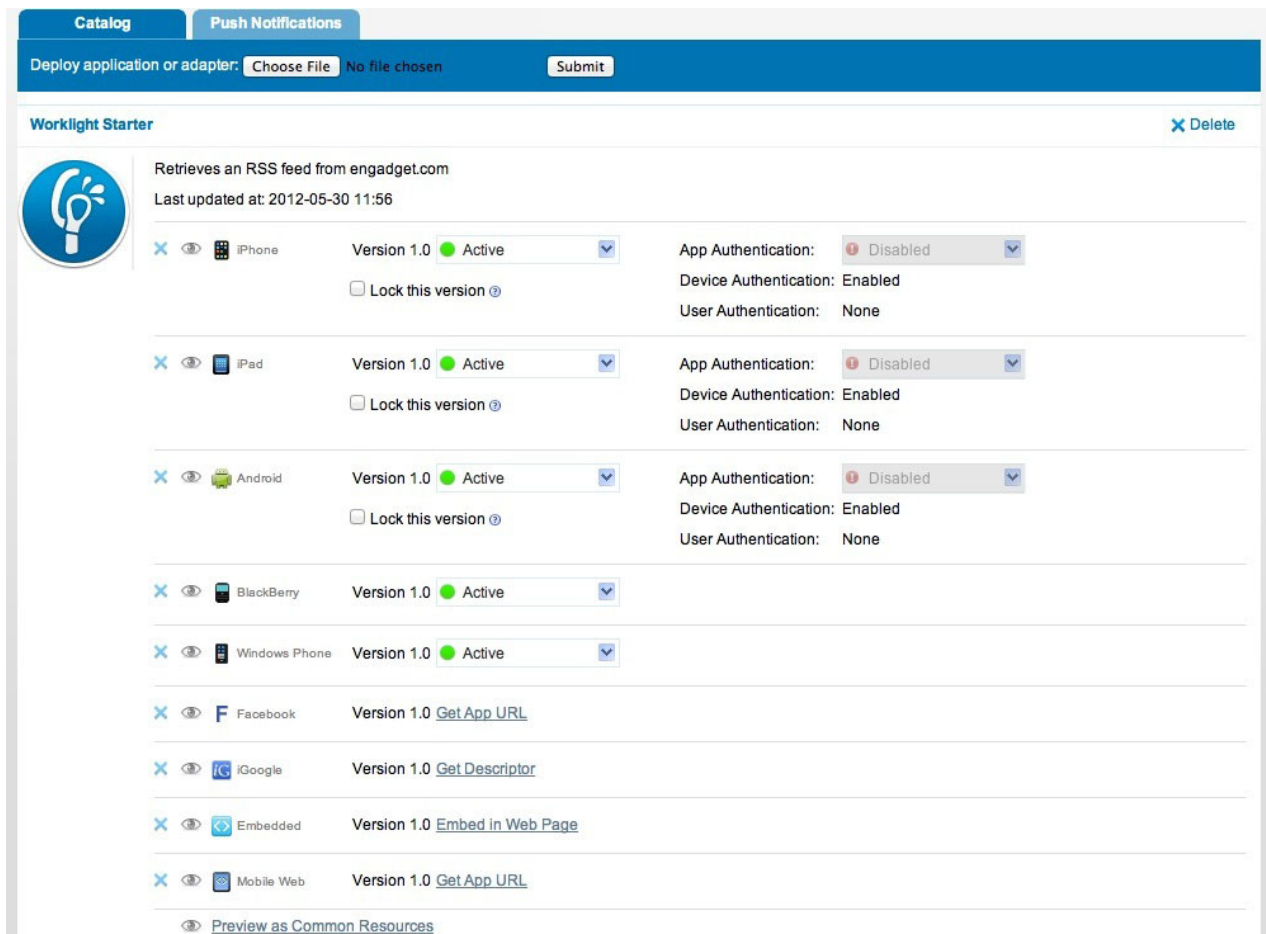 Catalog
Push Notifications
Deploy application or adapter: Choose File No file chosen Submit
Worklight Starter
Delete
Retrieves an RSS feed from engadget.com
Last updated at: 2012-05-30 11:56
iPhone Version 1.0 Active App Authentication: Disabled
Device Authentication: Enabled
Lock this version
User Authentication: None
iPad Version 1.0 Active App Authentication: Disabled
Device Authentication: Enabled
Lock this version
User Authentication: None
Android Version 1.0 Active App Authentication: Disabled
Device Authentication: Enabled
Lock this version
User Authentication: None
BlackBerry Version 1.0 Active
Windows Phone Version 1.0 Active
F Facebook Version 1.0 Get App URL
iG iGoogle Version 1.0 Get Descriptor
Embedded Version 1.0 Embed in Web Page
Mobile Web Version 1.0 Get App URL
Preview as Common Resources